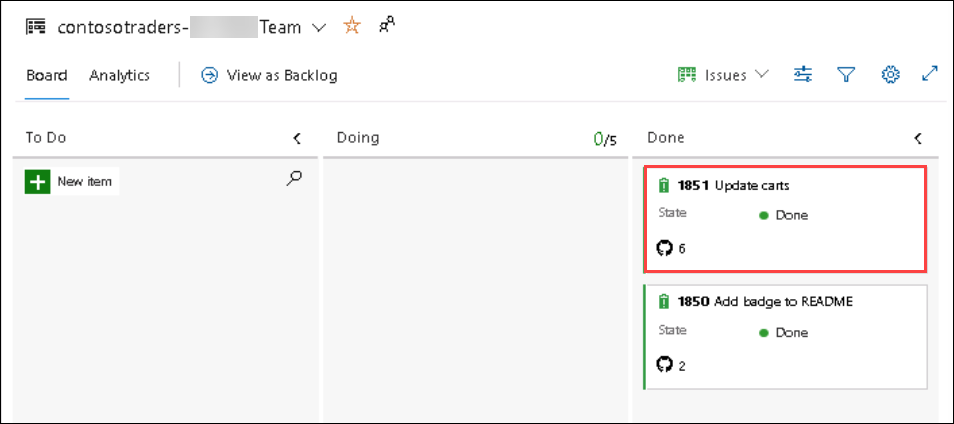 contosotraders- Team
Board Analytics View as Backlog Issues
To Do Doing 0/5 Done
New item
1851 Update carts
State Done
6
1850 Add badge to README
State Done
2